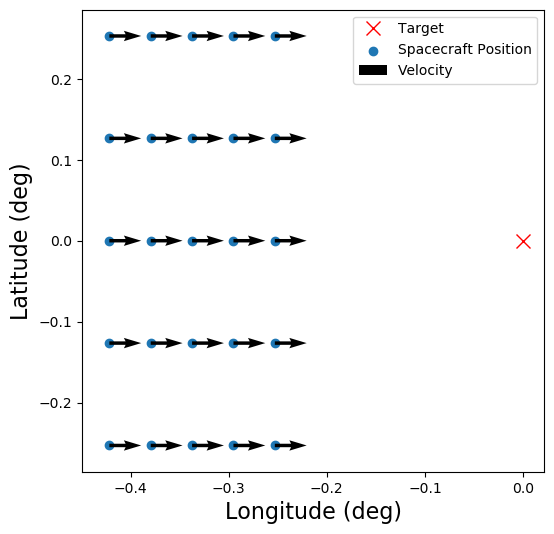 Target
Spacecraft Position
Velocity
0.2
0.1
0.0
−0.1
−0.2
Latitude (deg)
−0.4
−0.3
−0.2
−0.1
0.0
Longitude (deg)